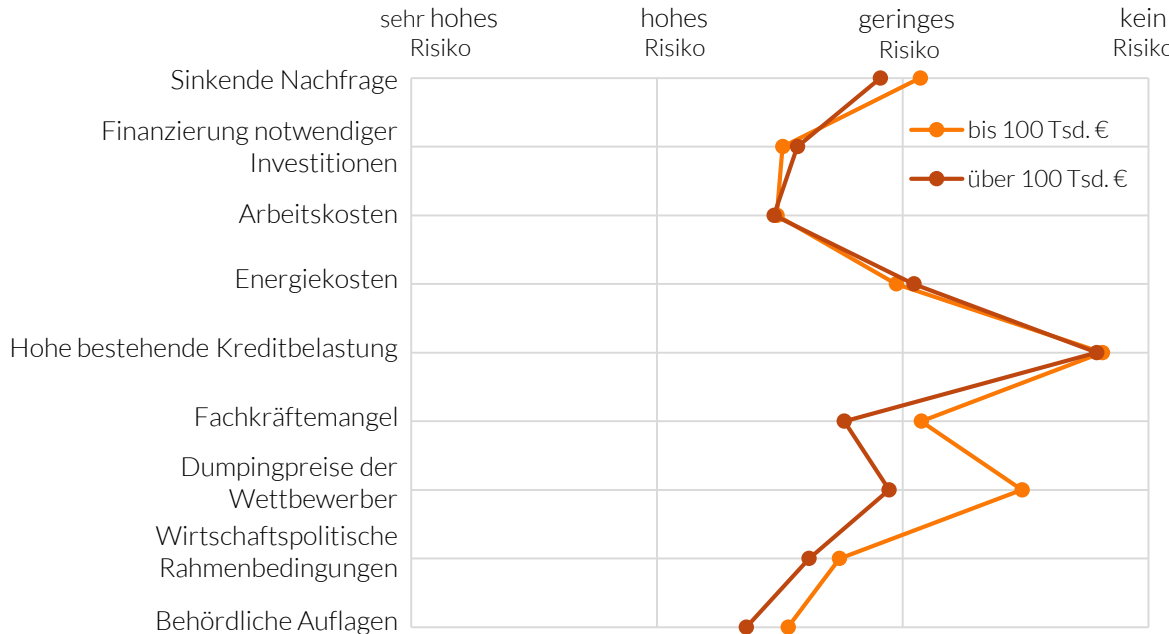 sehr hohes
Risiko
hohes
Risiko
geringes
Risiko
kein
Risiko
Sinkende Nachfrage
Finanzierung notwendiger
Investitionen
Arbeitskosten
Energiekosten
Hohe bestehende Kreditbelastung
Fachkräftemangel
Dumpingpreise der
Wettbewerber
Wirtschaftspolitische
Rahmenbedingungen
Behördliche Auflagen
bis 100 Tsd. €
über 100 Tsd. €